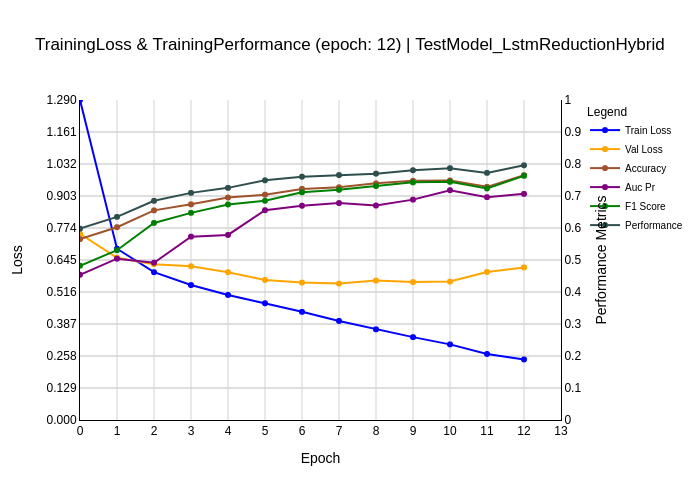 TrainingLoss & TrainingPerformance (epoch: 12) | TestModel_LstmReductionHybrid
1.290
1.161
1.032
0.903
0.774
0.645
0.516
0.387
0.258
0.129
0.000
Loss
0 1 2 3 4 5 6 7 8 9 10 11 12 13
Epoch
1
0.9
0.8
0.7
0.6
0.5
0.4
0.3
0.2
0.1
0
Performance Metrics
Legend
Train Loss
Val Loss
Accuracy
Auc Pr
F1 Score
Performance